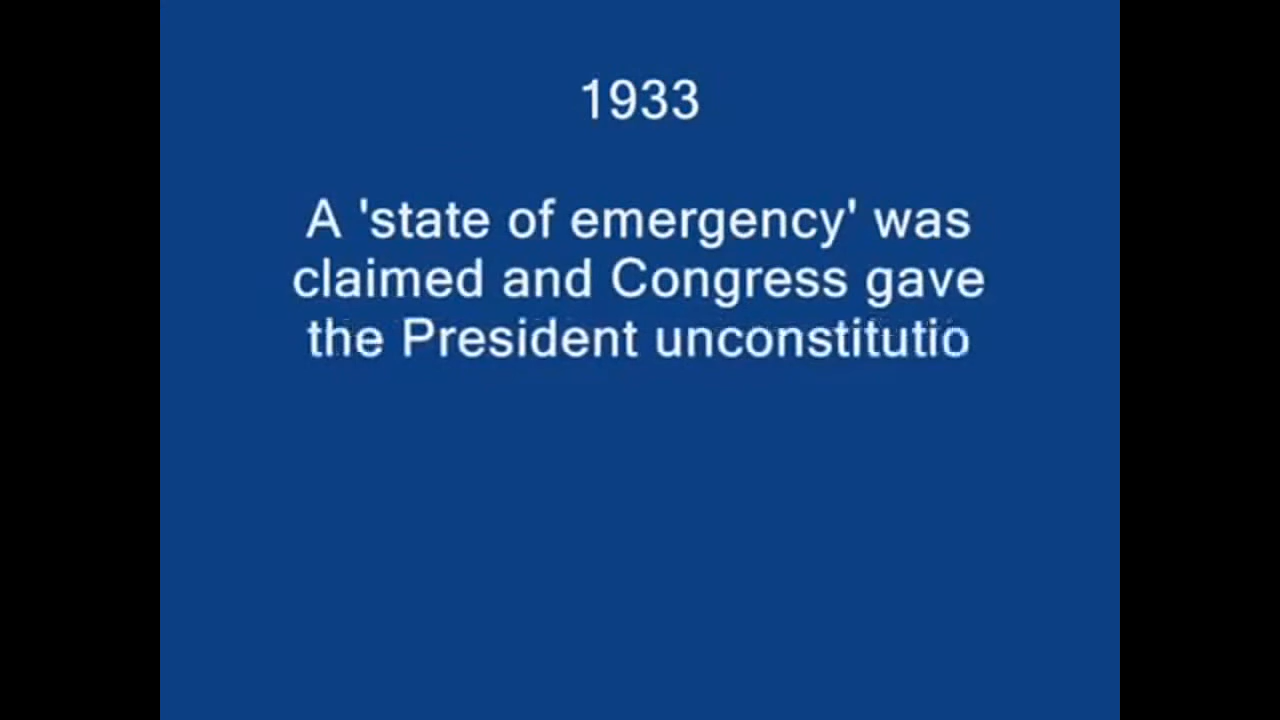 1933
A 'state of emergency' was
claimed and Congress gave
the President unconstitutio